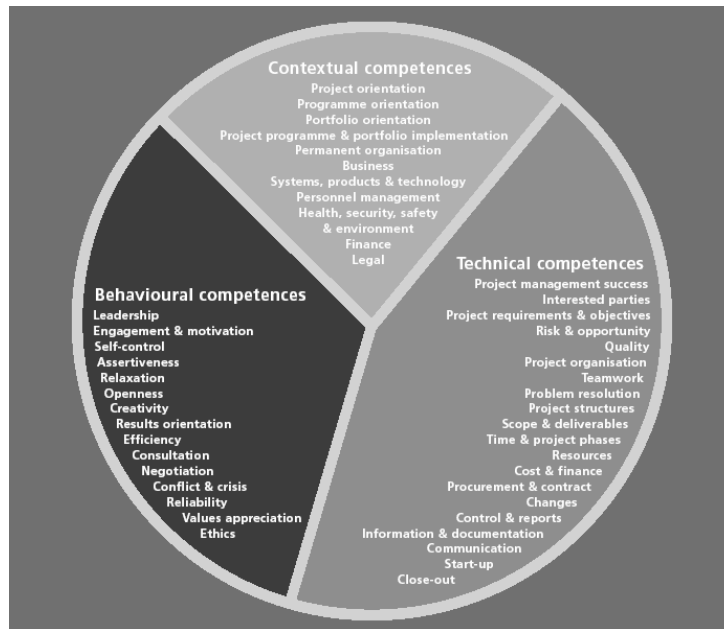 Contextual competences
Project orientation
Programme orientation
Portfolio orientation
Project programme & portfolio implementation
Permanent organisation
Business
Systems, products & technology
Personnel management
Health, security, safety
& environment
Finance
Legal
Behavioural competences
Leadership
Engagement & motivation
Self-control
Assertiveness
Relaxation
Openness
Creativity
Results orientation
Efficiency
Consultation
Negotiation
Conflict & crisis
Reliability
Values appreciation
Ethics
Technical competences
Project management success
Interested parties
Project requirements & objectives
Risk & opportunity
Quality
Project organisation
Teamwork
Problem resolution
Project structures
Scope & deliverables
Time & project phases
Resources
Cost & finance
Procurement & contract
Changes
Control & reports
Information & documentation
Communication
Start-up
Close-out